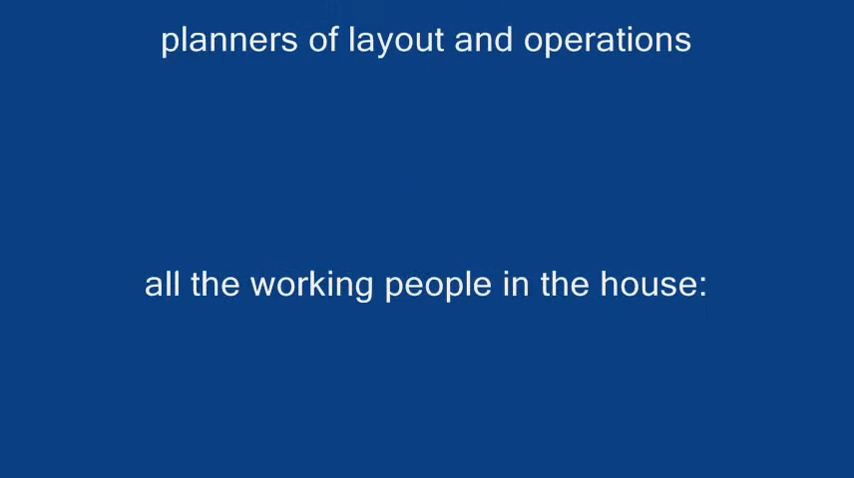 planners of layout and operations
all the working people in the house: